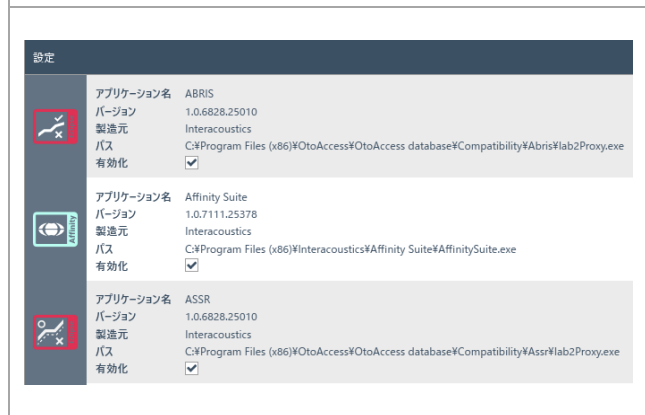 設定
アプリケーション名 ABRIS
バージョン 1.0.6828.25010
製造元 Interacoustics
パス C:¥Program Files (x86)¥OtoAccess¥OtoAccess database¥Compatibility¥Abris¥Iab2Proxy.exe
有効化
アプリケーション名 Affinity Suite
バージョン 1.0.7111.25378
製造元 Interacoustics
パス C:¥Program Files (x86)¥Interacoustics¥Affinity Suite¥AffinitySuite.exe
有効化
Affinity
アプリケーション名 ASSR
バージョン 1.0.6828.25010
製造元 Interacoustics
パス C:¥Program Files (x86)¥OtoAccess¥OtoAccess database¥Compatibility¥Assr¥Iab2Proxy.exe
有効化